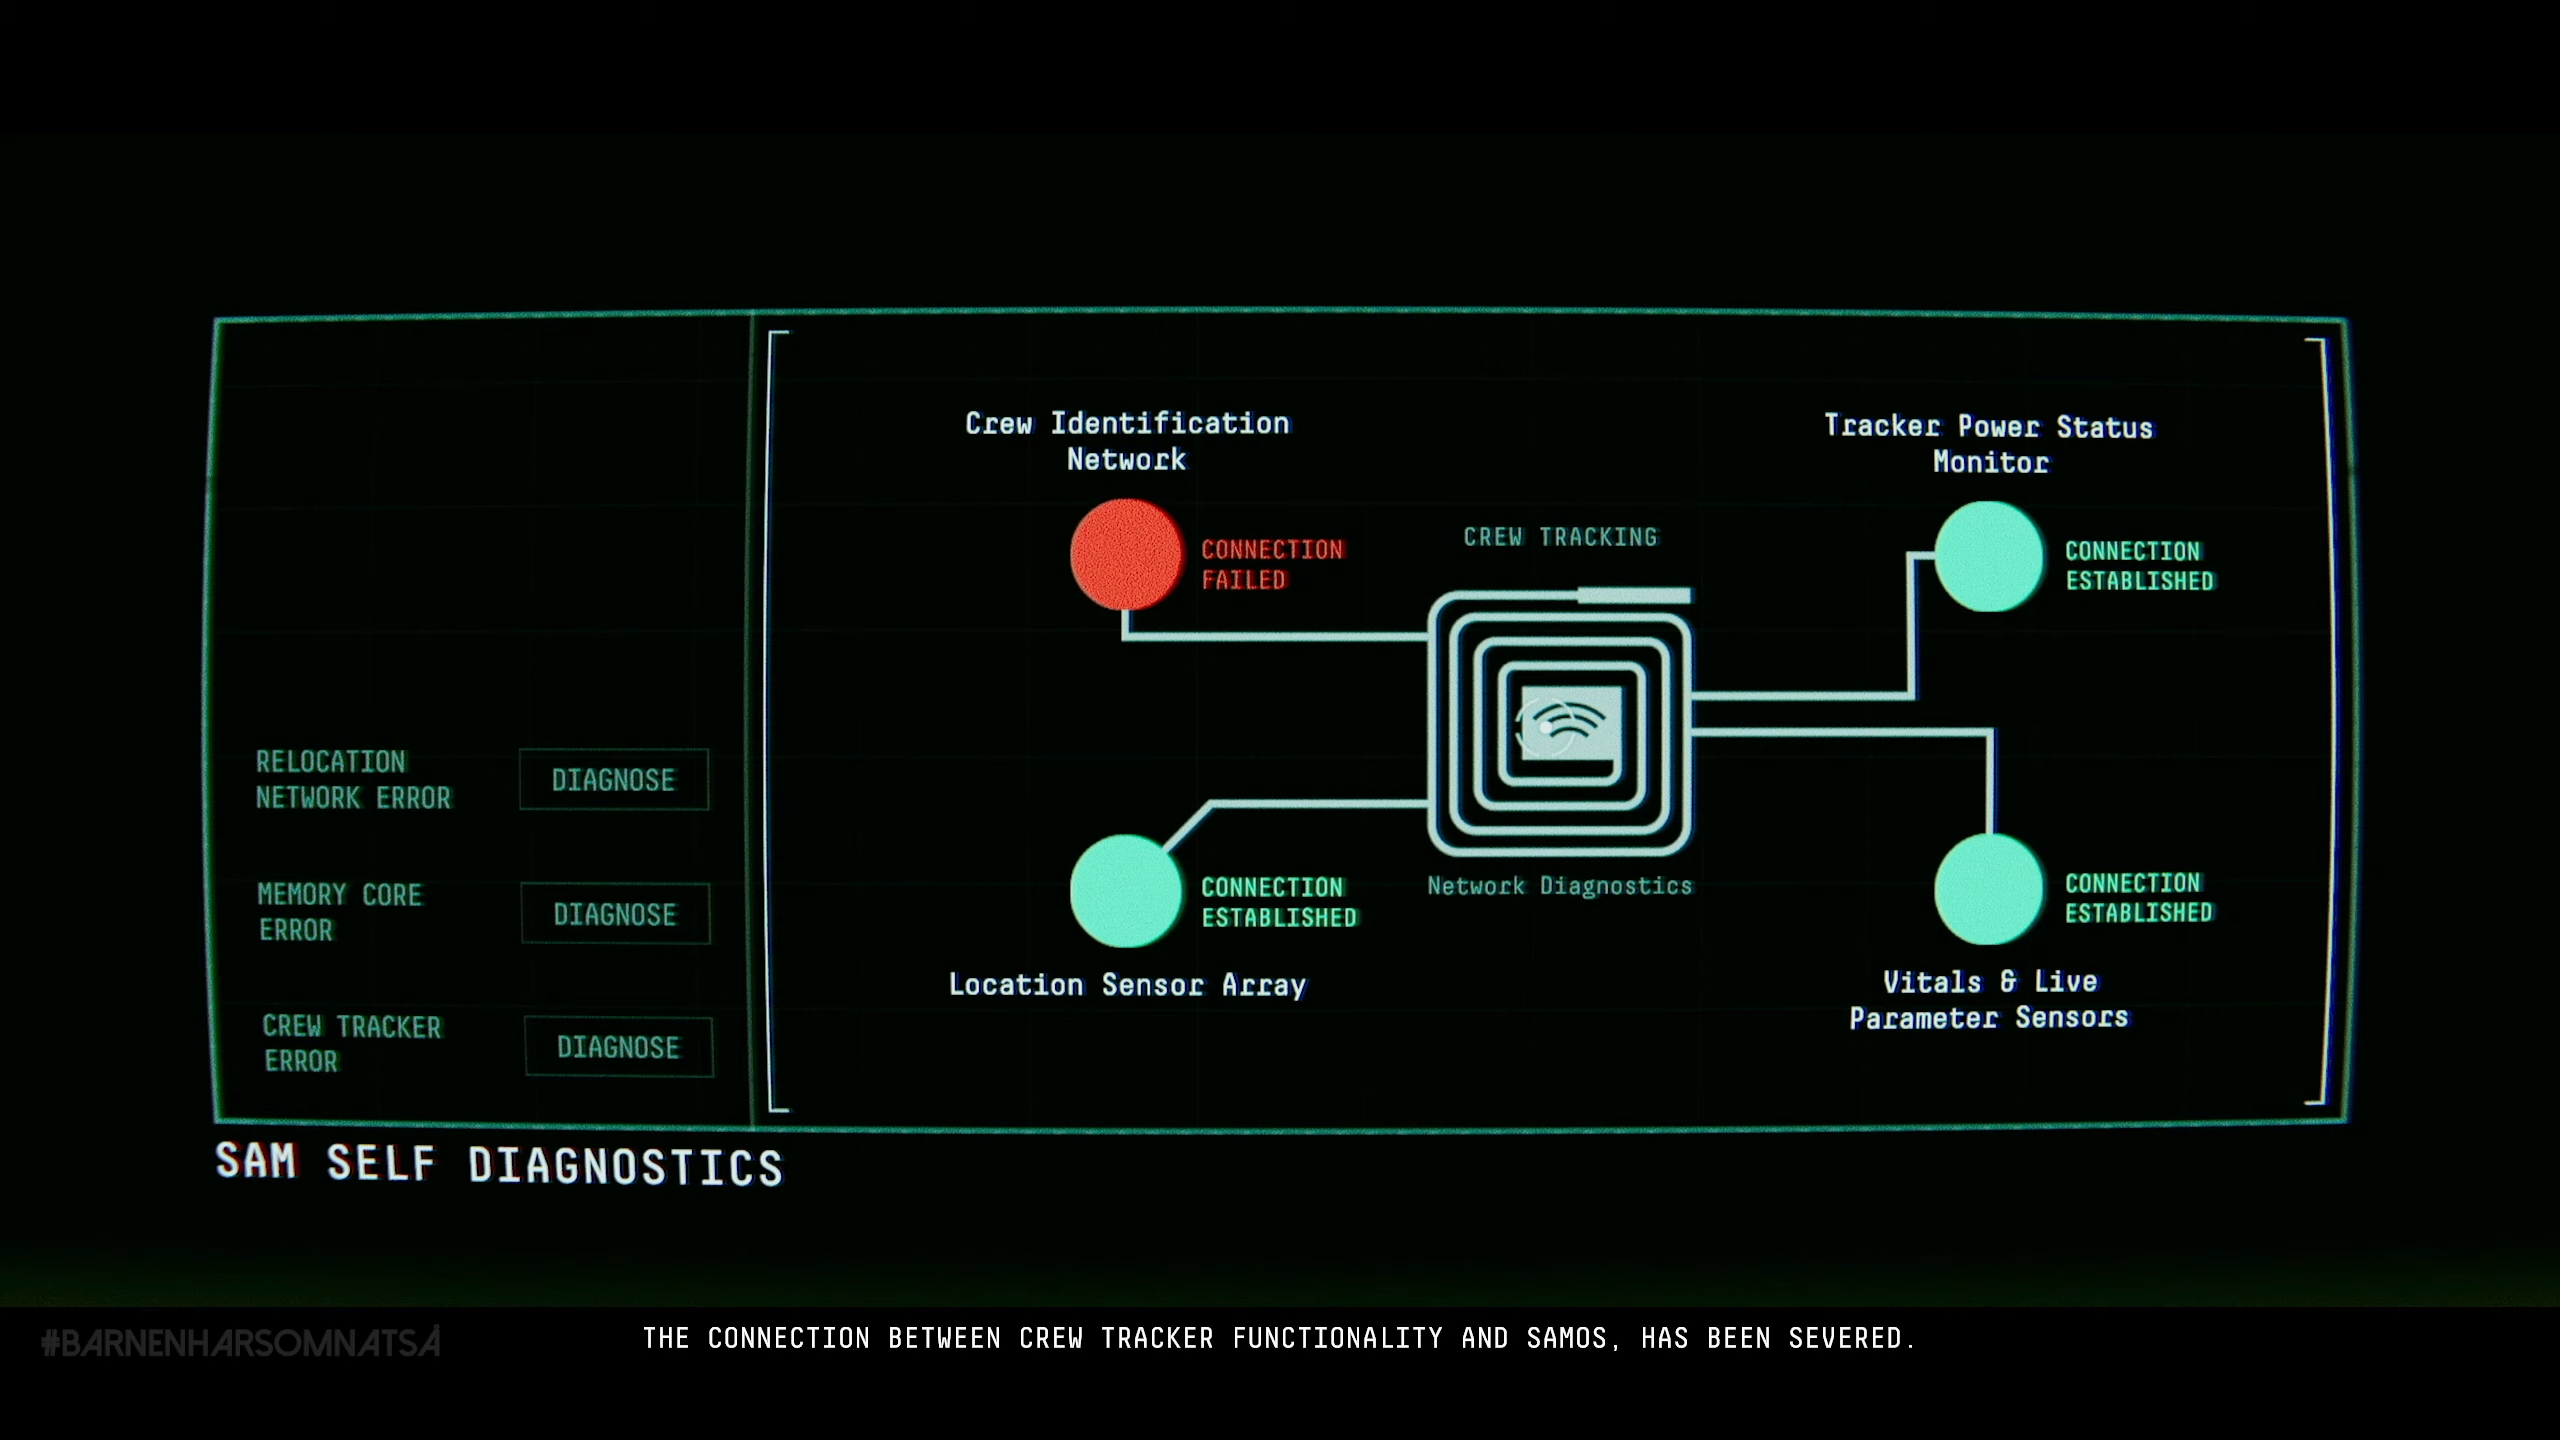 Crew Identification
Network
CONNECTION
FAILED
CREW TRACKING
Tracker Power Status
Monitor
CONNECTION
ESTABLISHED
RELOCATION
NETWORK ERROR
DIAGNOSE
MEMORY CORE
ERROR
DIAGNOSE
CREW TRACKER
ERROR
DIAGNOSE
CONNECTION
ESTABLISHED
Location Sensor Array
Network Diagnostics
CONNECTION
ESTABLISHED
Vitals & Live
Parameter Sensors
SAM SELF DIAGNOSTICS
#BARNENHARSOMNATSÅ
THE CONNECTION BETWEEN CREW TRACKER FUNCTIONALITY AND SAMOS, HAS BEEN SEVERED.